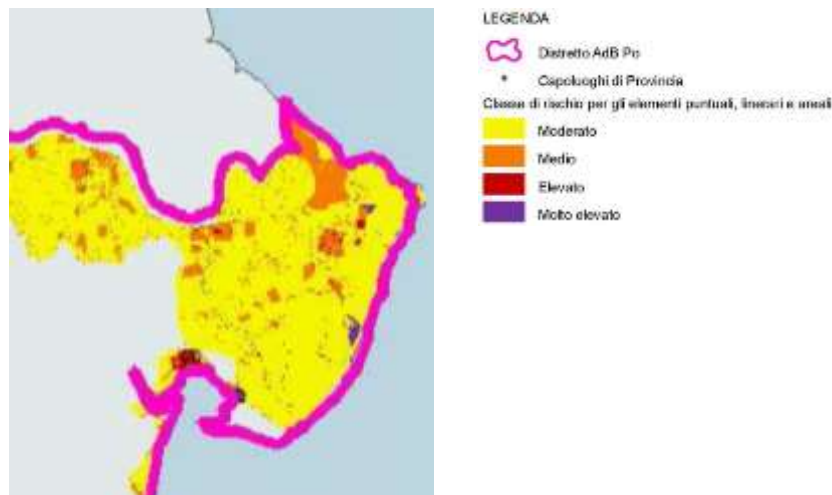 LEGENDA
Distretto AdB Po
Capoluoghi di Provincia
Classe di rischio per gli elementi puntuali, lineari e areali
Moderato
Medio
Elevato
Molto elevato